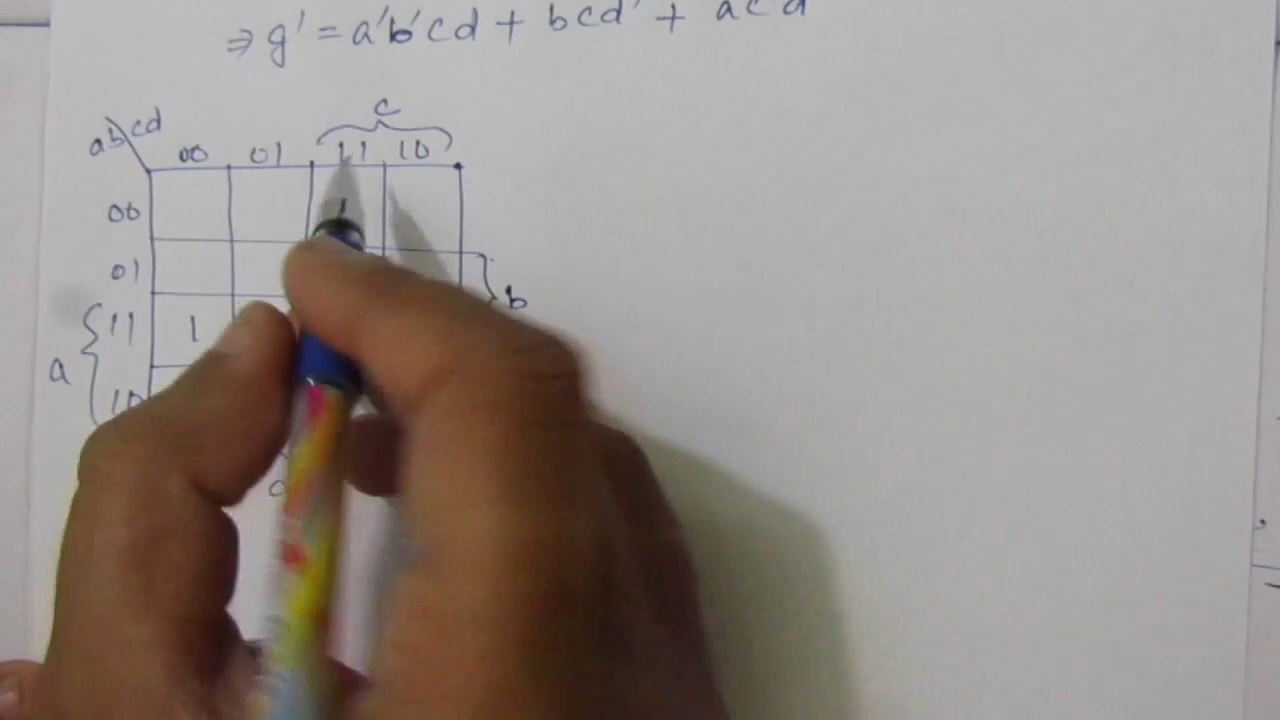 ⇒ g' = a'b'cd + bcd' + acd
c
ab cd
00 01 11 10
00 1
01
b
a
11 1
10